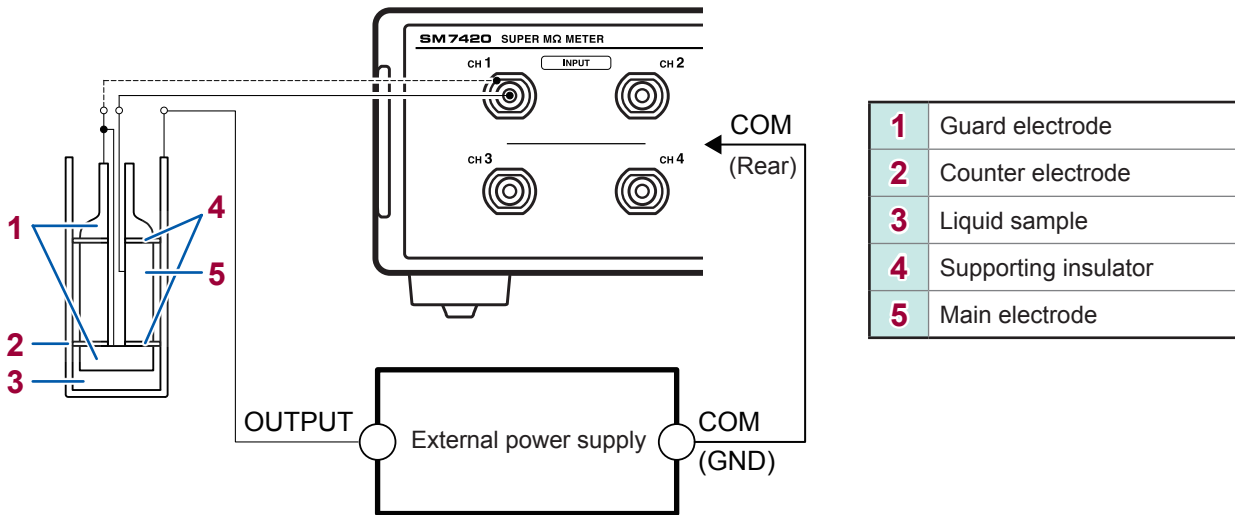 SM7420 SUPER MΩ METER
CH 1
INPUT
CH 2
CH 3
CH 4
COM
(Rear)
1
2
3
4
5
OUTPUT
External power supply
COM
(GND)
1 Guard electrode
2 Counter electrode
3 Liquid sample
4 Supporting insulator
5 Main electrode